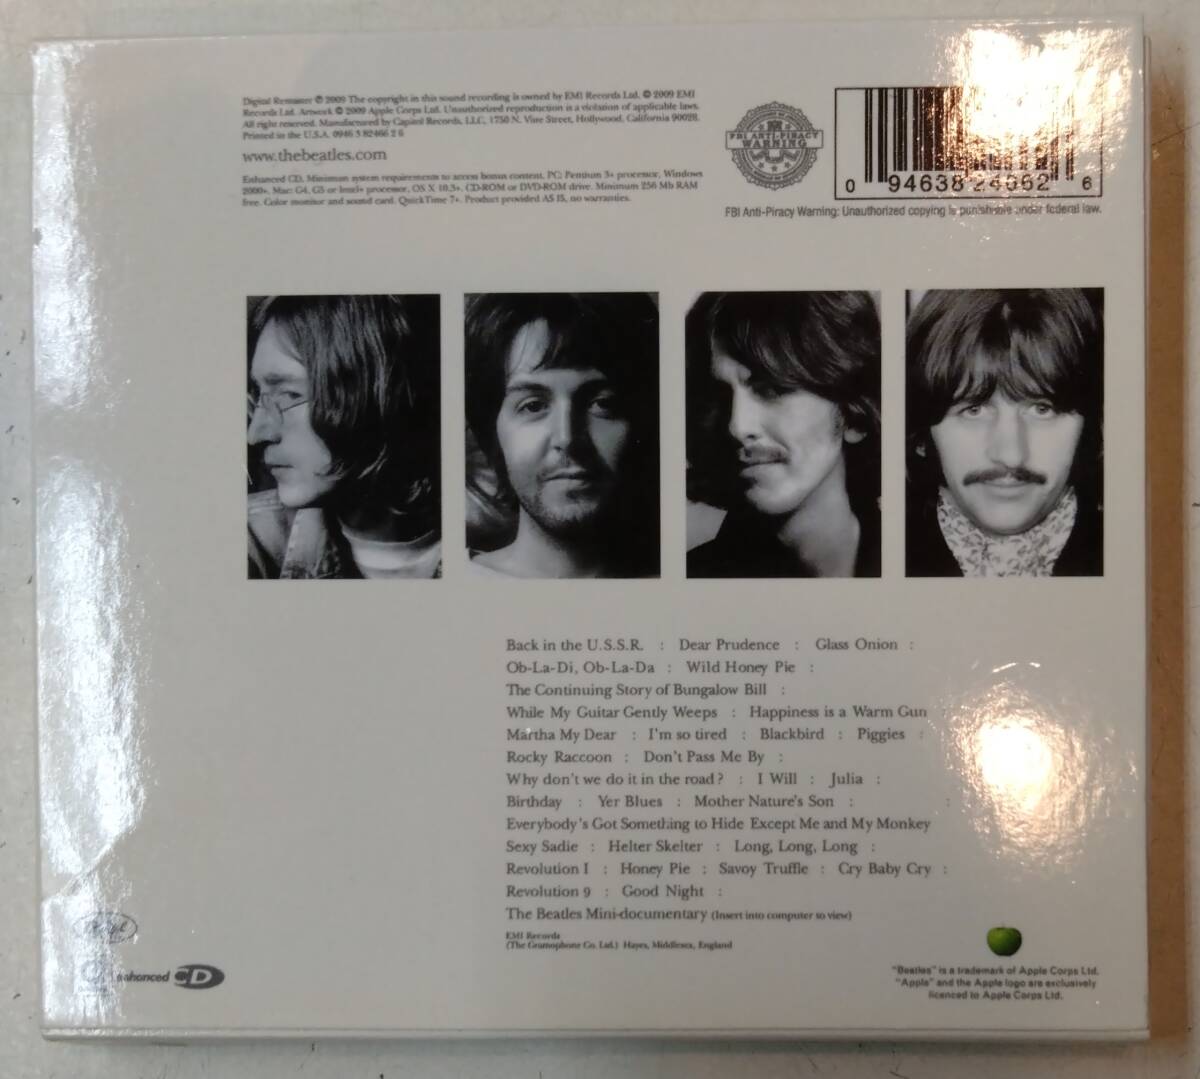 Digital Remaster ℗ 2009 The copyright in this sound recording is owned by EMI Records Ltd. © 2009 EMI
Records Ltd. Artwork © 2009 Apple Corps Ltd. Unauthorized reproduction is a violation of applicable laws.
All right reserved. Manufactured by Capitol Records, LLC, 1750 N. Vine Street, Hollywood, California 90028.
Printed in the U.S.A. 0946 3 82466 2 6
www.thebeatles.com
Enhanced CD. Minimum system requirements to access bonus content. PC: Pentium 3+ processor, Windows
2000+. Mac: G4, G5 or Intel+ processor, OS X 10.3+. CD-ROM or DVD-ROM drive. Minimum 256 Mb RAM
free. Color monitor and sound card. QuickTime 7+. Product provided AS IS, no warranties.
FBI ANTI-PIRACY
WARNING
0 94638 24662 6
FBI Anti-Piracy Warning: Unauthorized copying is punishable under federal law.
Back in the U.S.S.R. : Dear Prudence : Glass Onion :
Ob-La-Di, Ob-La-Da : Wild Honey Pie :
The Continuing Story of Bungalow Bill :
While My Guitar Gently Weeps : Happiness is a Warm Gun
Martha My Dear : I'm so tired : Blackbird : Piggies :
Rocky Raccoon : Don't Pass Me By :
Why don't we do it in the road? : I Will : Julia :
Birthday : Yer Blues : Mother Nature's Son : :
Everybody's Got Something to Hide Except Me and My Monkey
Sexy Sadie : Helter Skelter : Long, Long, Long :
Revolution 1 : Honey Pie : Savoy Truffle : Cry Baby Cry :
Revolution 9 : Good Night :
The Beatles Mini-documentary (Insert into computer to view)
EMI Records
(The Gramophone Co. Ltd.) Hayes, Middlesex, England
enhanced CD
"Beatles" is a trademark of Apple Corps Ltd.
"Apple" and the Apple logo are exclusively
licenced to Apple Corps Ltd.